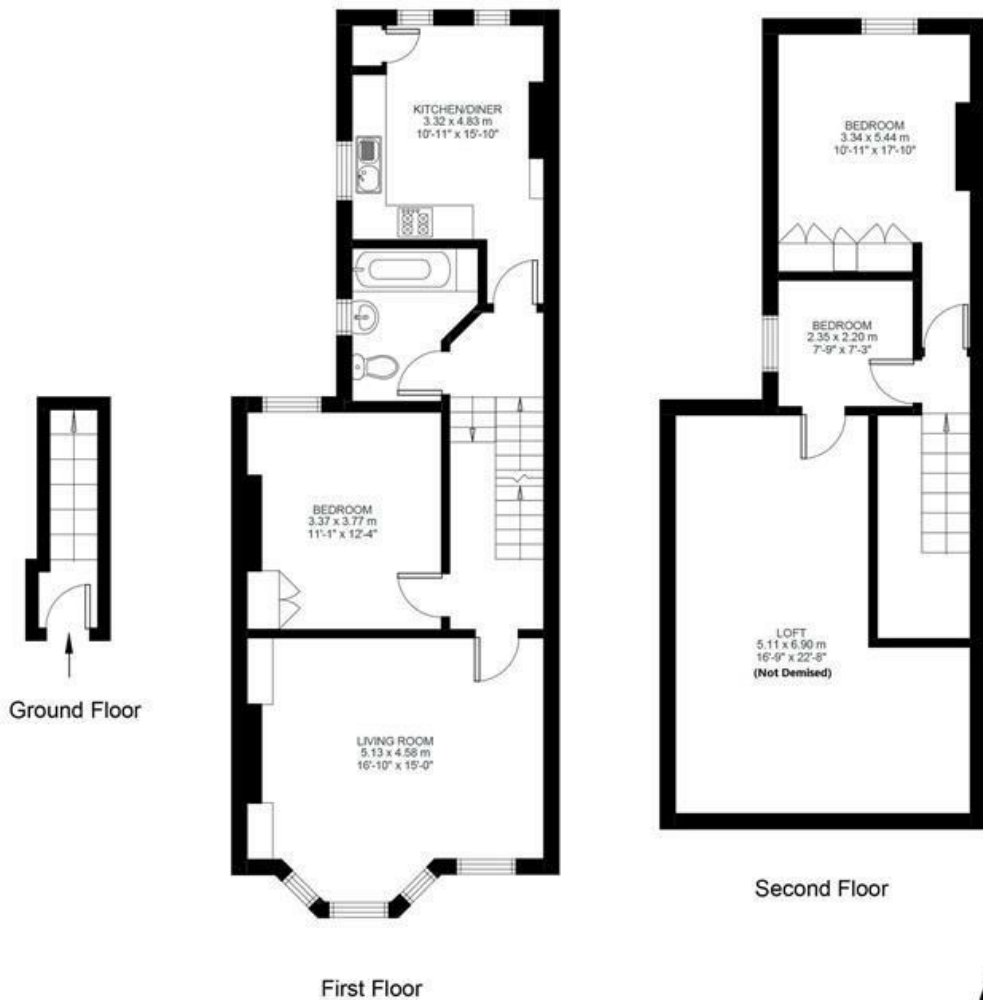 KITCHEN/DINER
3.32 x 4.83 m
10'-11" x 15'-10"
BEDROOM
3.34 x 5.44 m
10'-11" x 17'-10"
BEDROOM
2.35 x 2.20 m
7'-9" x 7'-3"
BEDROOM
3.37 x 3.77 m
11'-1" x 12'-4"
LOFT
5.11 x 6.90 m
16'-9" x 22'-8"
(Not Demised)
Ground Floor
LIVING ROOM
5.13 x 4.58 m
16'-10" x 15'-0"
Second Floor
First Floor